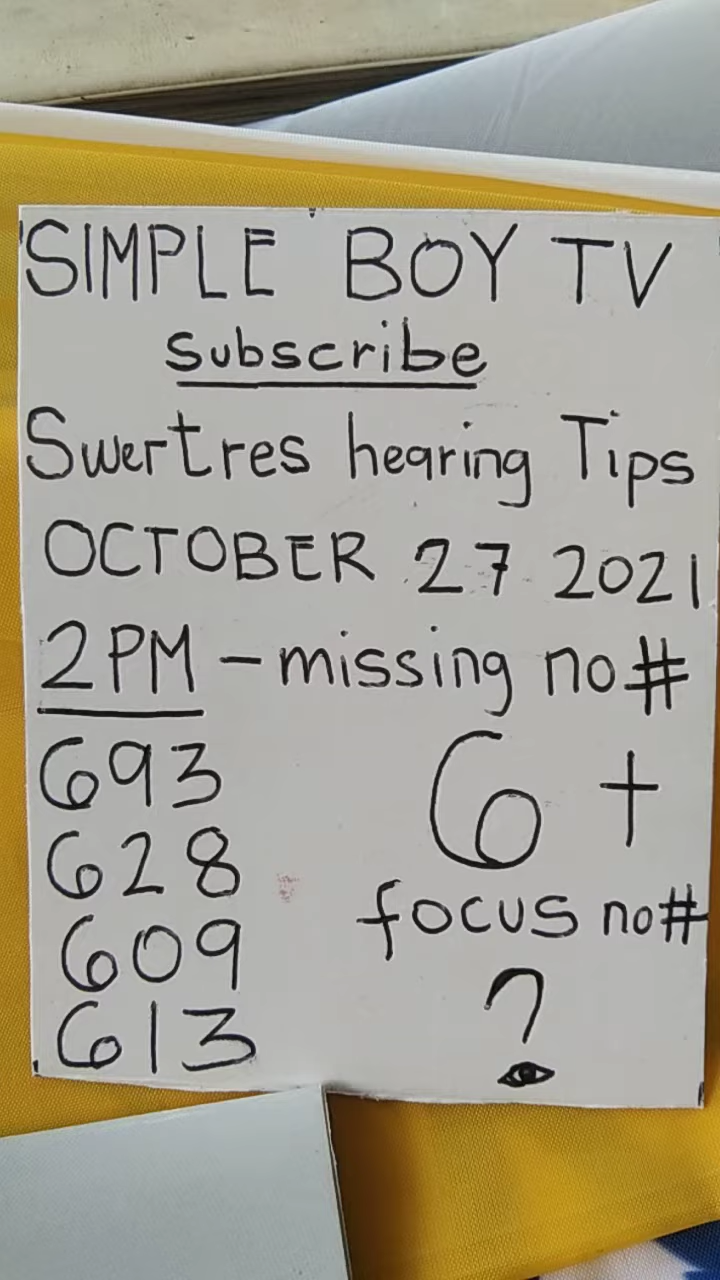 SIMPLE BOY TV
Subscribe
Swertres hearing Tips
OCTOBER 27 2021
2PM - missing no#
693
628
609
613
6 +
focus no#
?